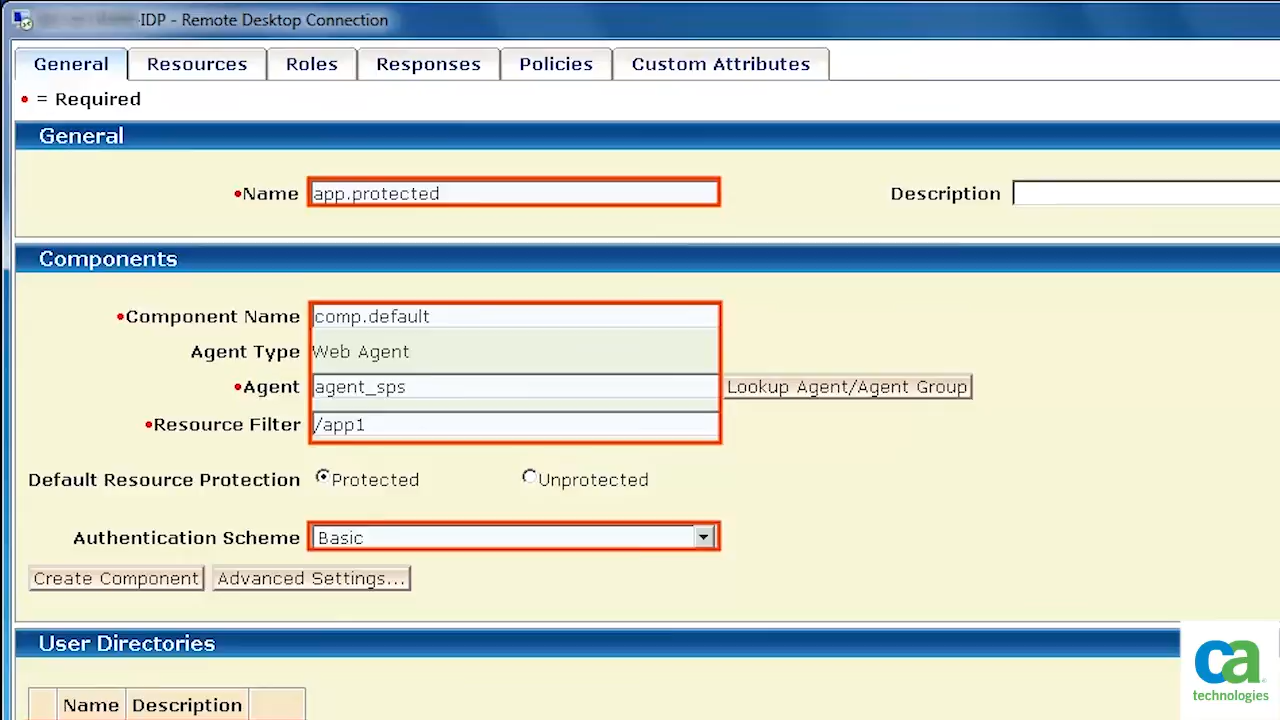 -IDP - Remote Desktop Connection
General Resources Roles Responses Policies Custom Attributes
• = Required
General
•Name app.protected Description
Components
•Component Name comp.default
Agent Type Web Agent
•Agent agent_sps Lookup Agent/Agent Group
•Resource Filter /app1
Default Resource Protection Protected Unprotected
Authentication Scheme Basic
Create Component Advanced Settings...
User Directories
Name Description
ca
technologies